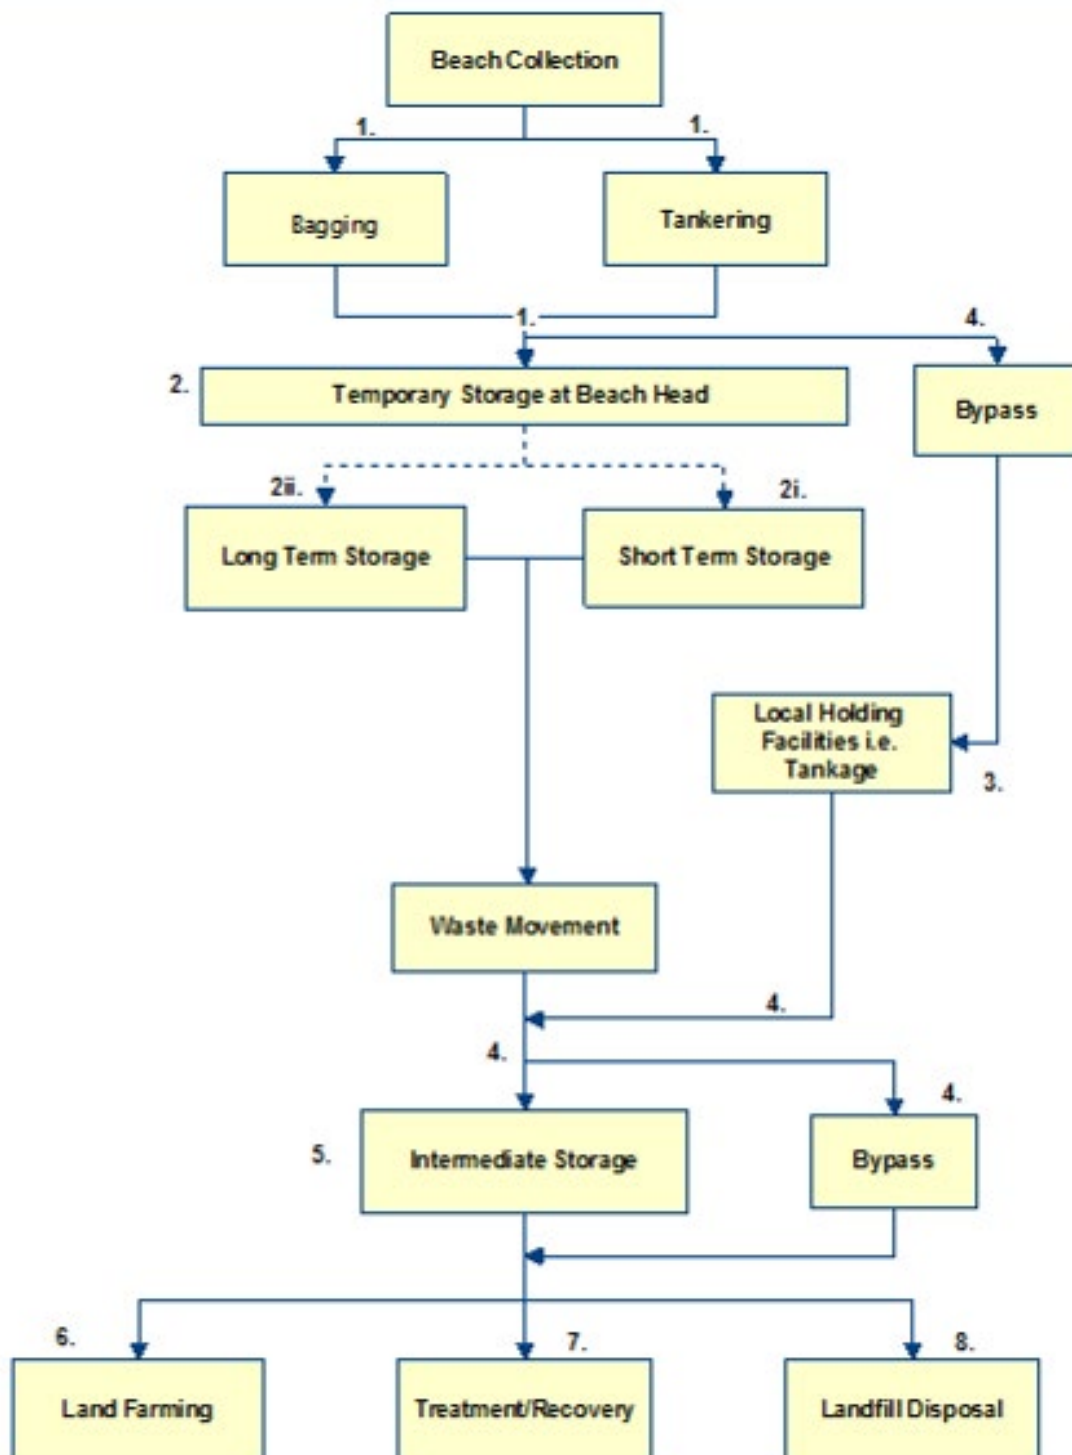 Beach Collection
1.
1.
Bagging
Tankering
1.
4.
2.
Temporary Storage at Beach Head
Bypass
2ii.
2i.
Long Term Storage
Short Term Storage
Local Holding
Facilities i.e.
Tankage
3.
Waste Movement
4.
4.
4.
5.
Intermediate Storage
Bypass
6.
7.
8.
Land Farming
Treatment/Recovery
Landfill Disposal